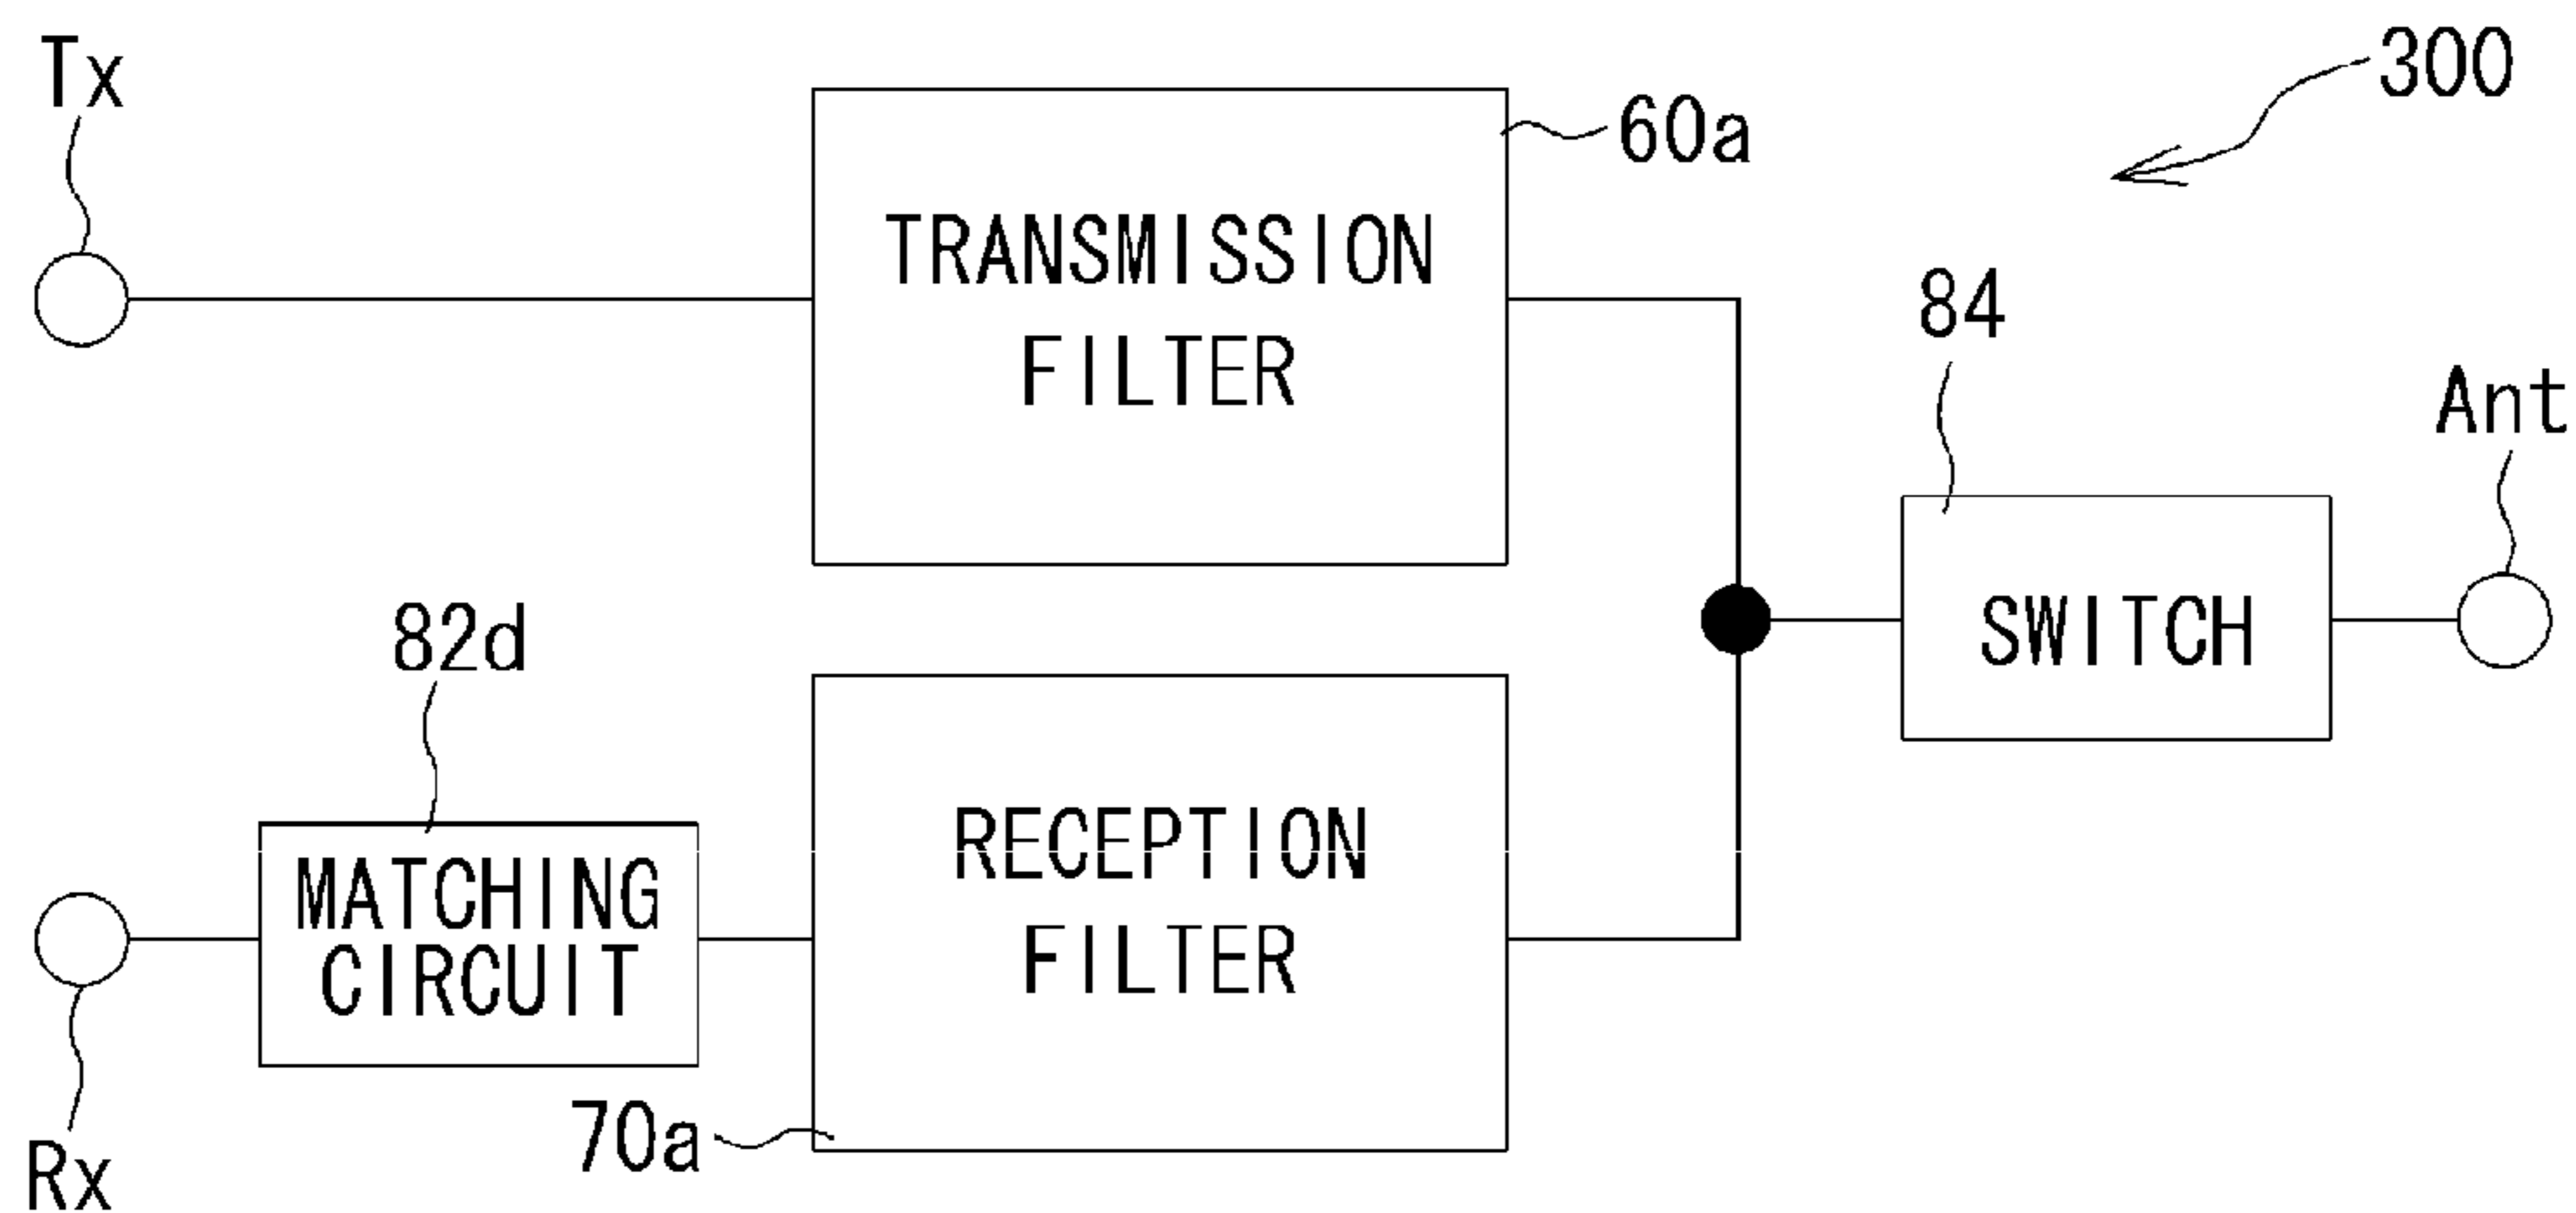 Tx
300
60a
TRANSMISSION
FILTER
84
Ant
SWITCH
82d
MATCHING
CIRCUIT
RECEPTION
FILTER
70a
Rx